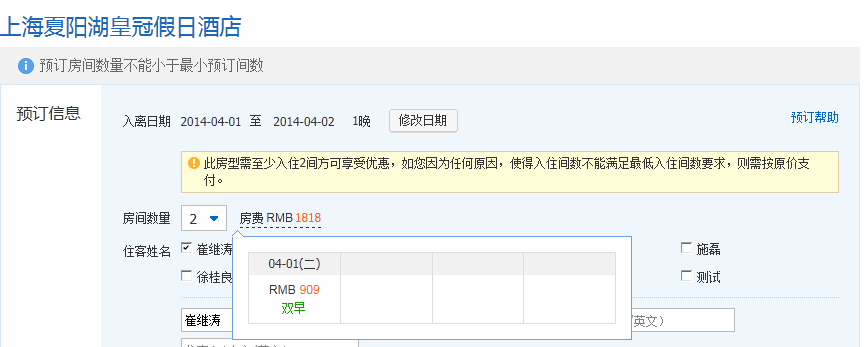 上海夏阳湖皇冠假日酒店
预订房间数量不能小于最小预订间数
预订信息
入离日期 2014-04-01 至 2014-04-02 1晚 修改日期 预订帮助
此房型需至少入住2间方可享受优惠，如您因为任何原因，使得入住间数不能满足最低入住间数要求，则需按原价支
付。
房间数量 2 房费 RMB 1818
住客姓名 崔继涛 施磊
04-01(二)
徐桂良 测试
RMB 909
双早
崔继涛 英文）